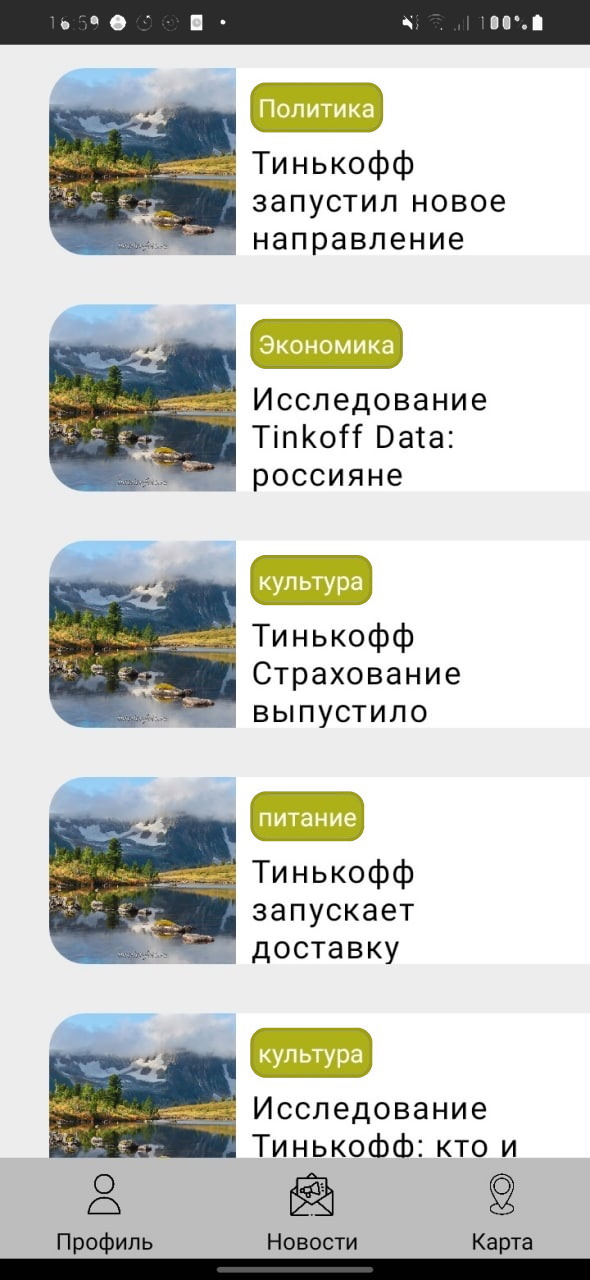 16:59 100%
Политика
Тинькофф
запустил новое
направление
Экономика
Исследование
Tinkoff Data:
россияне
культура
Тинькофф
Страхование
выпустило
питание
Тинькофф
запускает
доставку
культура
Исследование
Тинькофф: кто и
Профиль Новости Карта